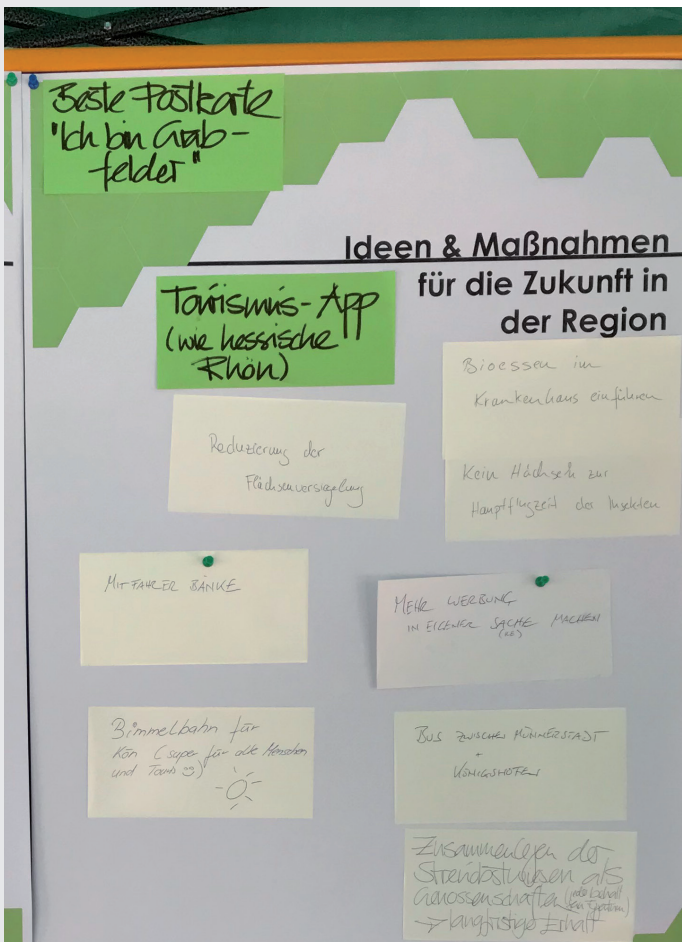 Beste Postkarte
"Ich bin Grab-
felder"
Ideen & Maßnahmen
für die Zukunft in
der Region
Tourismus-App
(wie hessische
Rhön)
Bioessen im
Krankenhaus einführen
Reduzierung der
Flächenversiegelung
Kein Häckseln zur
Hauptflugzeit der Insekten
MITFAHRER BÄNKE
MEHR WERBUNG
IN EIGENER SACHE MACHEN
Bimmelbahn für
Kön (super für alle Menschen
und Touris
BUS ZWISCHEN MÜNNERSTADT
+
KÖNIGSHOFEN
Zusammenlegen der
Streuobstwiesen als
Genossenschaften
→ langfristige Erhalt